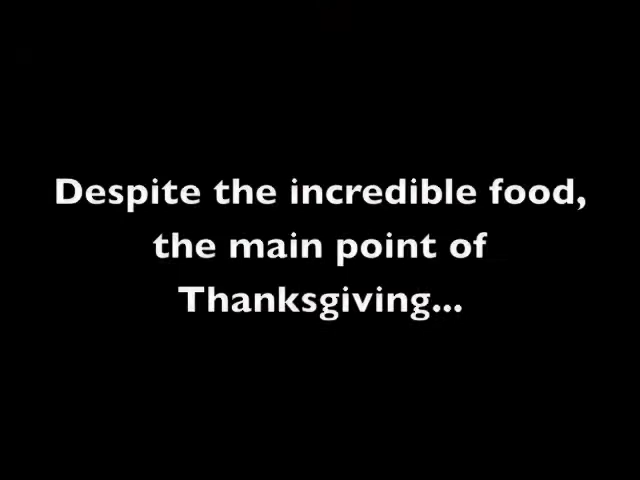 Despite the incredible food,
the main point of
Thanksgiving...